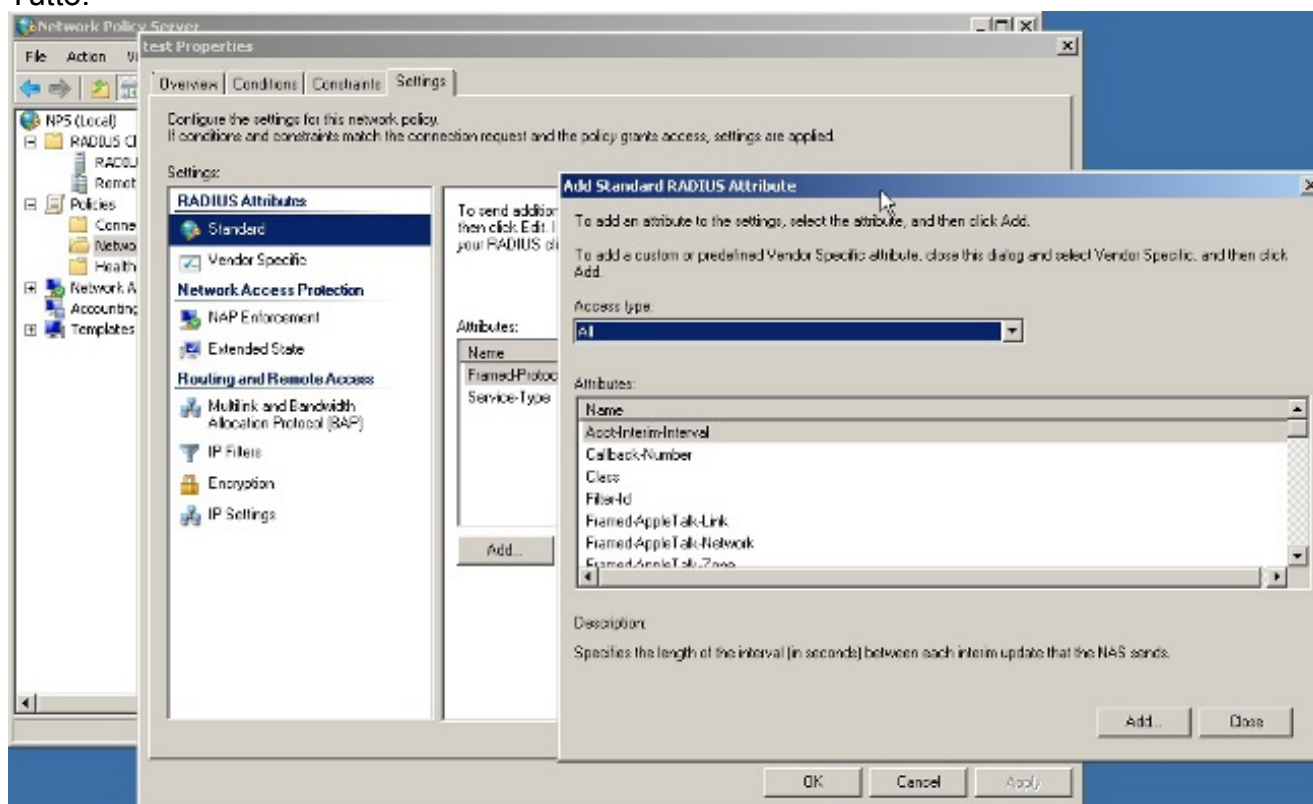 Tutto.
Network Policy Server
File Action
NPS (Local)
RADIUS Cl
Remot
Policies
Conne
Netwo
Health
Network A
Accounting
Templates
test Properties
Overview Conditions Constraints Settings
Configure the settings for this network policy.
If conditions and constraints match the connection request and the policy grants access, settings are applied.
Settings:
RADIUS Attributes
Standard
Vendor Specific
Network Access Protection
NAP Enforcement
Extended State
Routing and Remote Access
Multilink and Bandwidth
Allocation Protocol (BAP)
IP Filters
Encryption
IP Settings
To send addition
then click Edit. I
your RADIUS cli
Attributes:
Name
Framed-Protoc
Service-Type
Add...
Add Standard RADIUS Attribute
To add an attribute to the settings, select the attribute, and then click Add.
To add a custom or predefined Vendor Specific attribute, close this dialog and select Vendor Specific, and then click
Add.
Access type:
All
Attributes:
Name
Acct-Interim-Interval
Callback-Number
Class
Filter-Id
Framed-AppleTalk-Link
Framed-AppleTalk-Network
Framed-AppleTalk-Zone
Description:
Specifies the length of the interval (in seconds) between each interim update that the NAS sends.
Add... Close
OK Cancel Apply